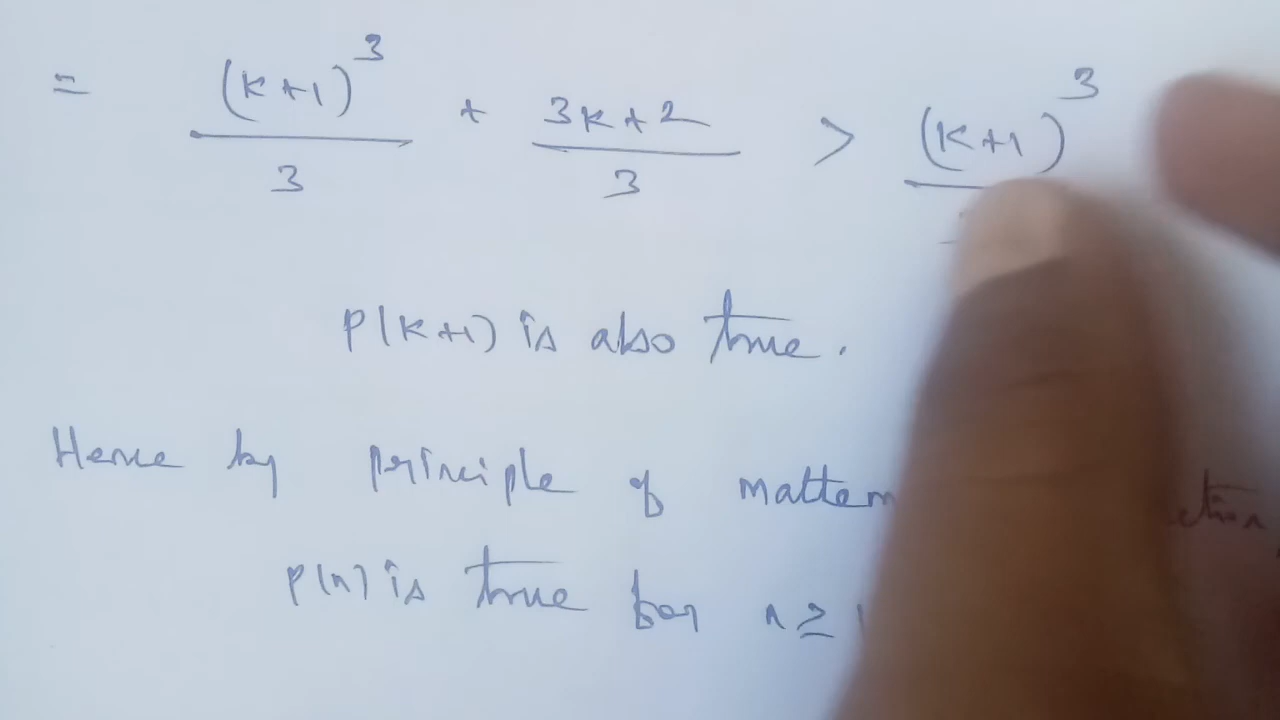 = (k+1)^3 / 3 + 3k+2 / 3 > (k+1)^3
P(k+1) is also true.
Hence by principle of
P(n) is true for n ≥